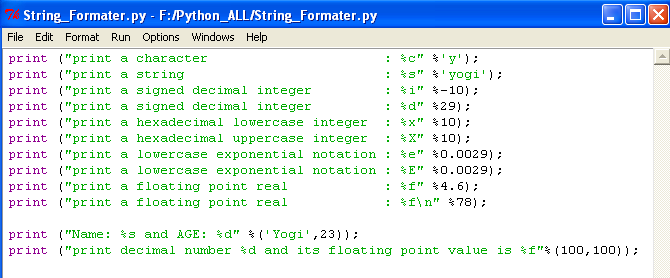 String_Formater.py - F:/Python_ALL/String_Formater.py
File Edit Format Run Options Windows Help
print ("print a character                        : %c" %'y');
print ("print a string                           : %s" %'yogi');
print ("print a signed decimal integer           : %i" %-10);
print ("print a signed decimal integer           : %d" %29);
print ("print a hexadecimal lowercase integer  : %x" %10);
print ("print a hexadecimal uppercase integer  : %X" %10);
print ("print a lowercase exponential notation : %e" %0.0029);
print ("print a lowercase exponential notation : %E" %0.0029);
print ("print a floating point real            : %f" %4.6);
print ("print a floating point real            : %f\n" %78);
print ("Name: %s and AGE: %d" %('Yogi',23));
print ("print decimal number %d and its floating point value is %f"%(100,100));